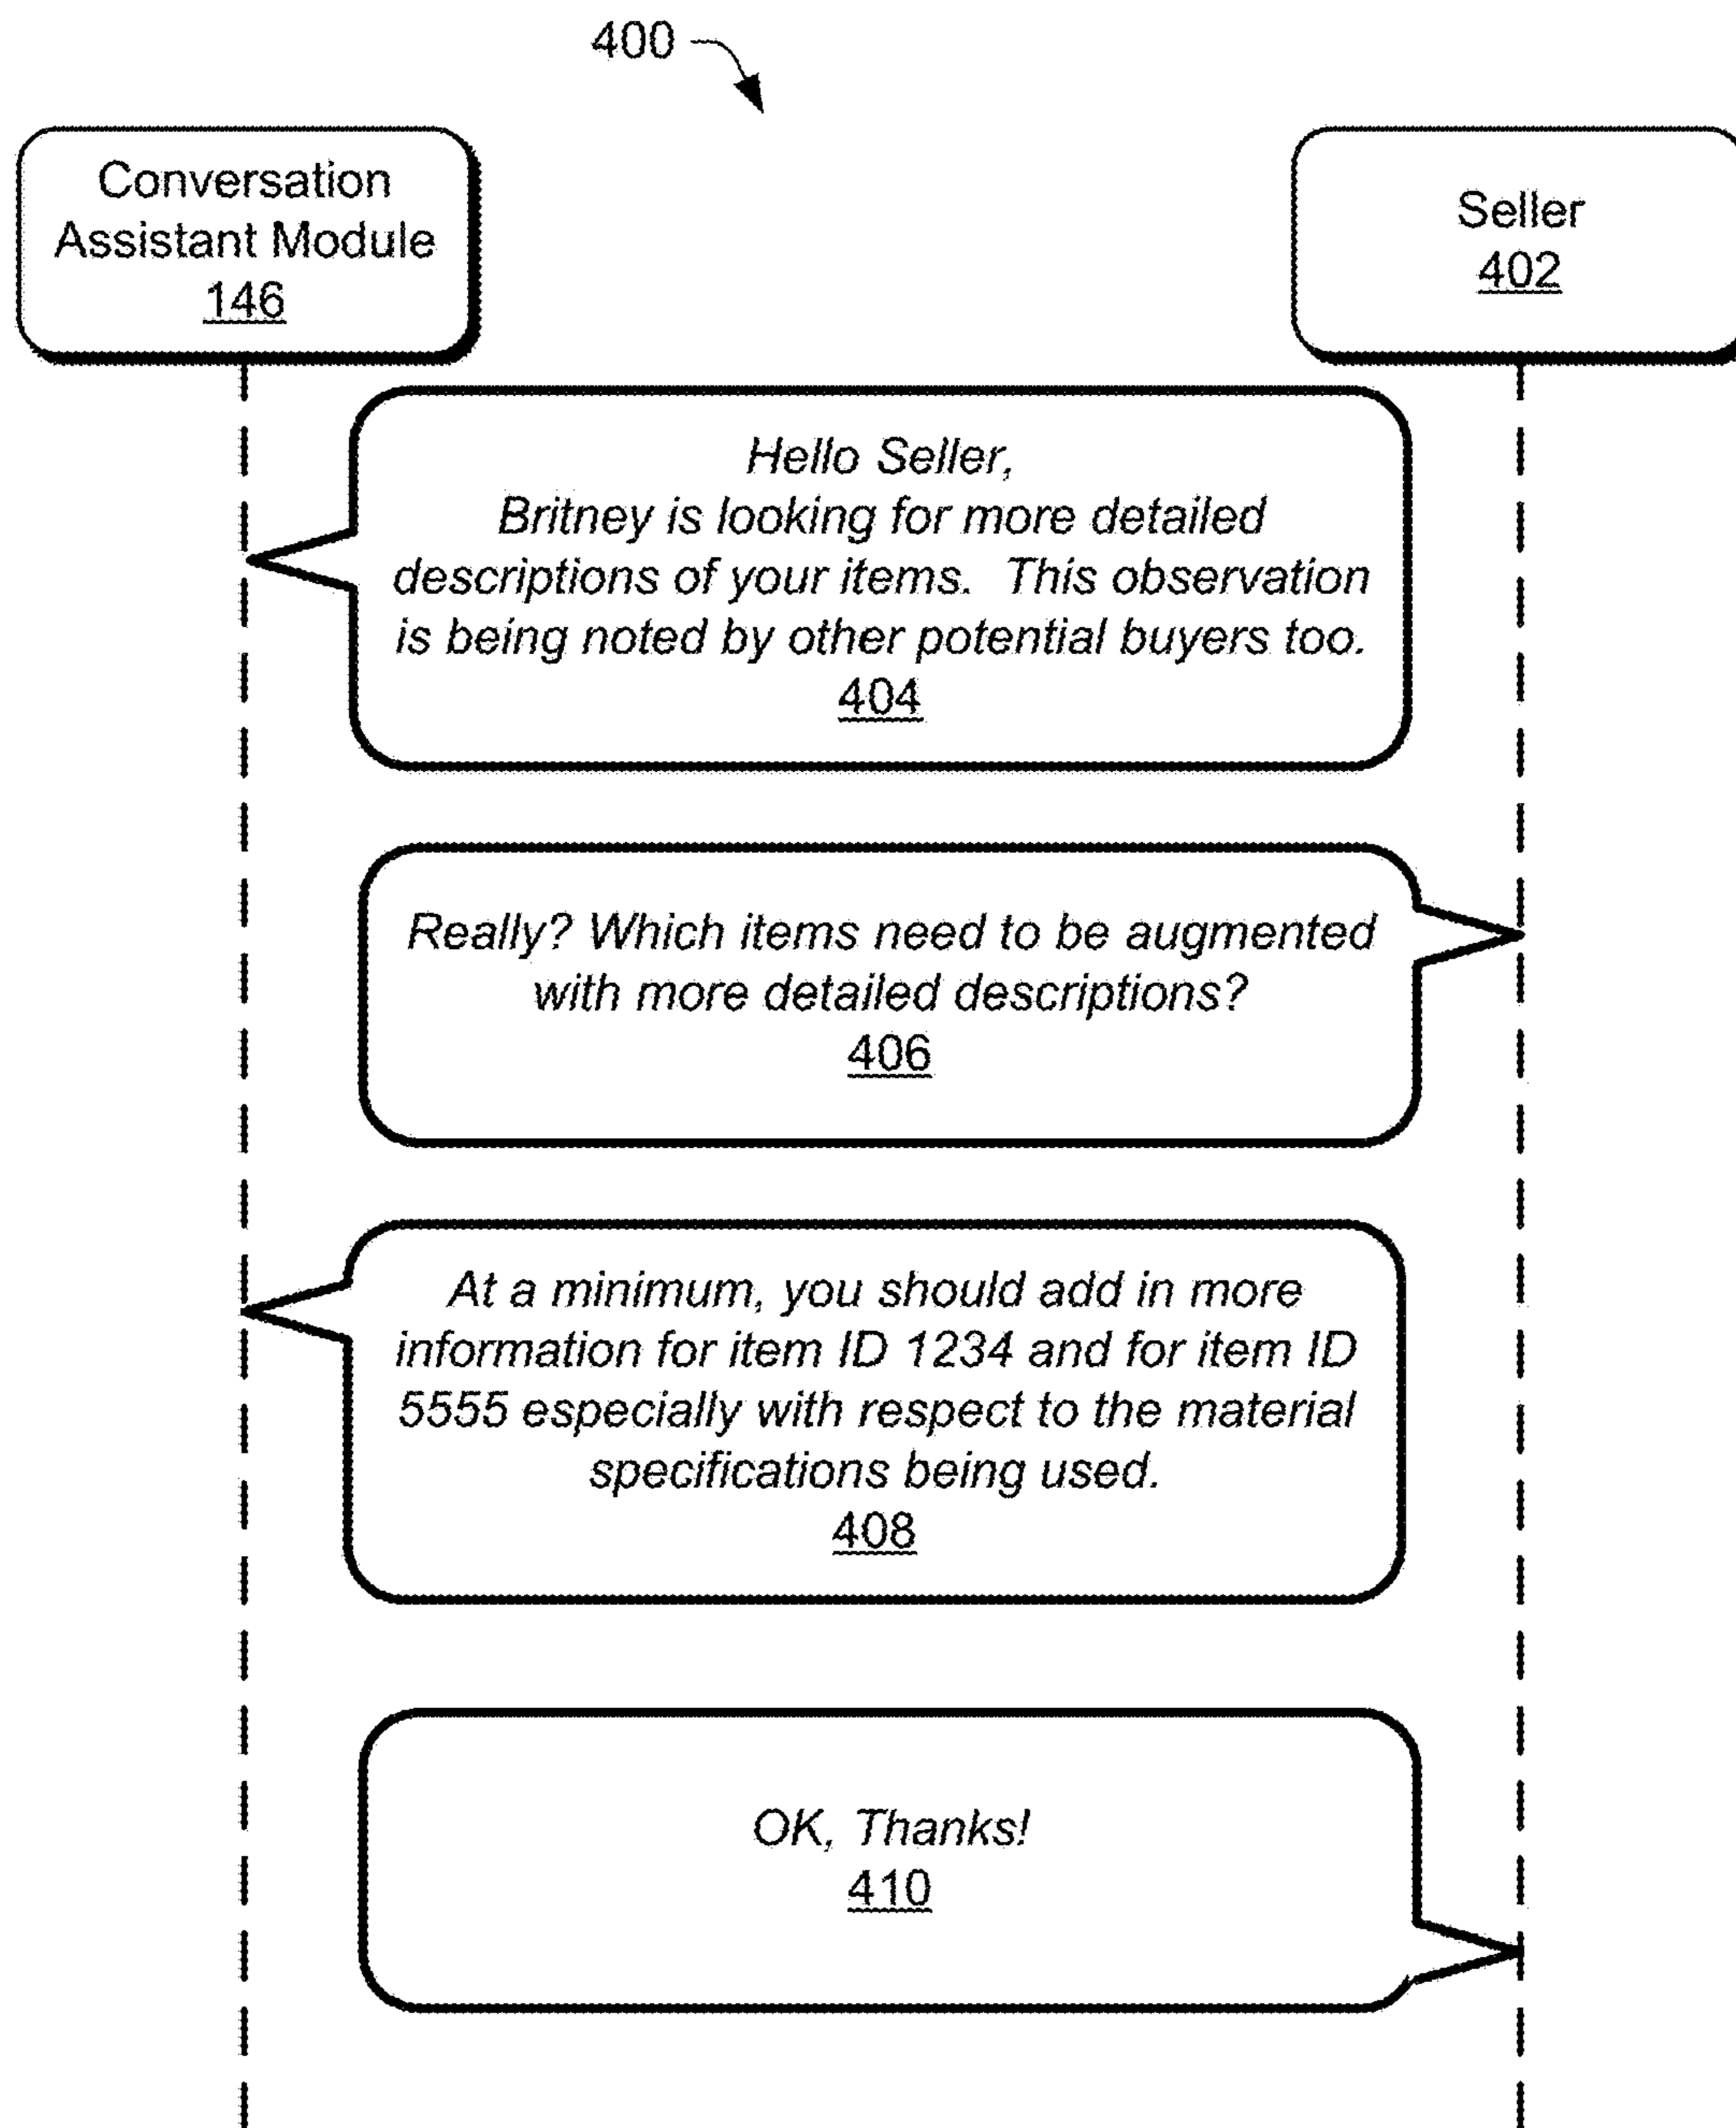 400
Conversation
Assistant Module
146
Seller
402
Hello Seller,
Britney is looking for more detailed
descriptions of your items.  This observation
is being noted by other potential buyers too.
404
Really? Which items need to be augmented
with more detailed descriptions?
406
At a minimum, you should add in more
information for item ID 1234 and for item ID
5555 especially with respect to the material
specifications being used.
408
OK, Thanks!
410